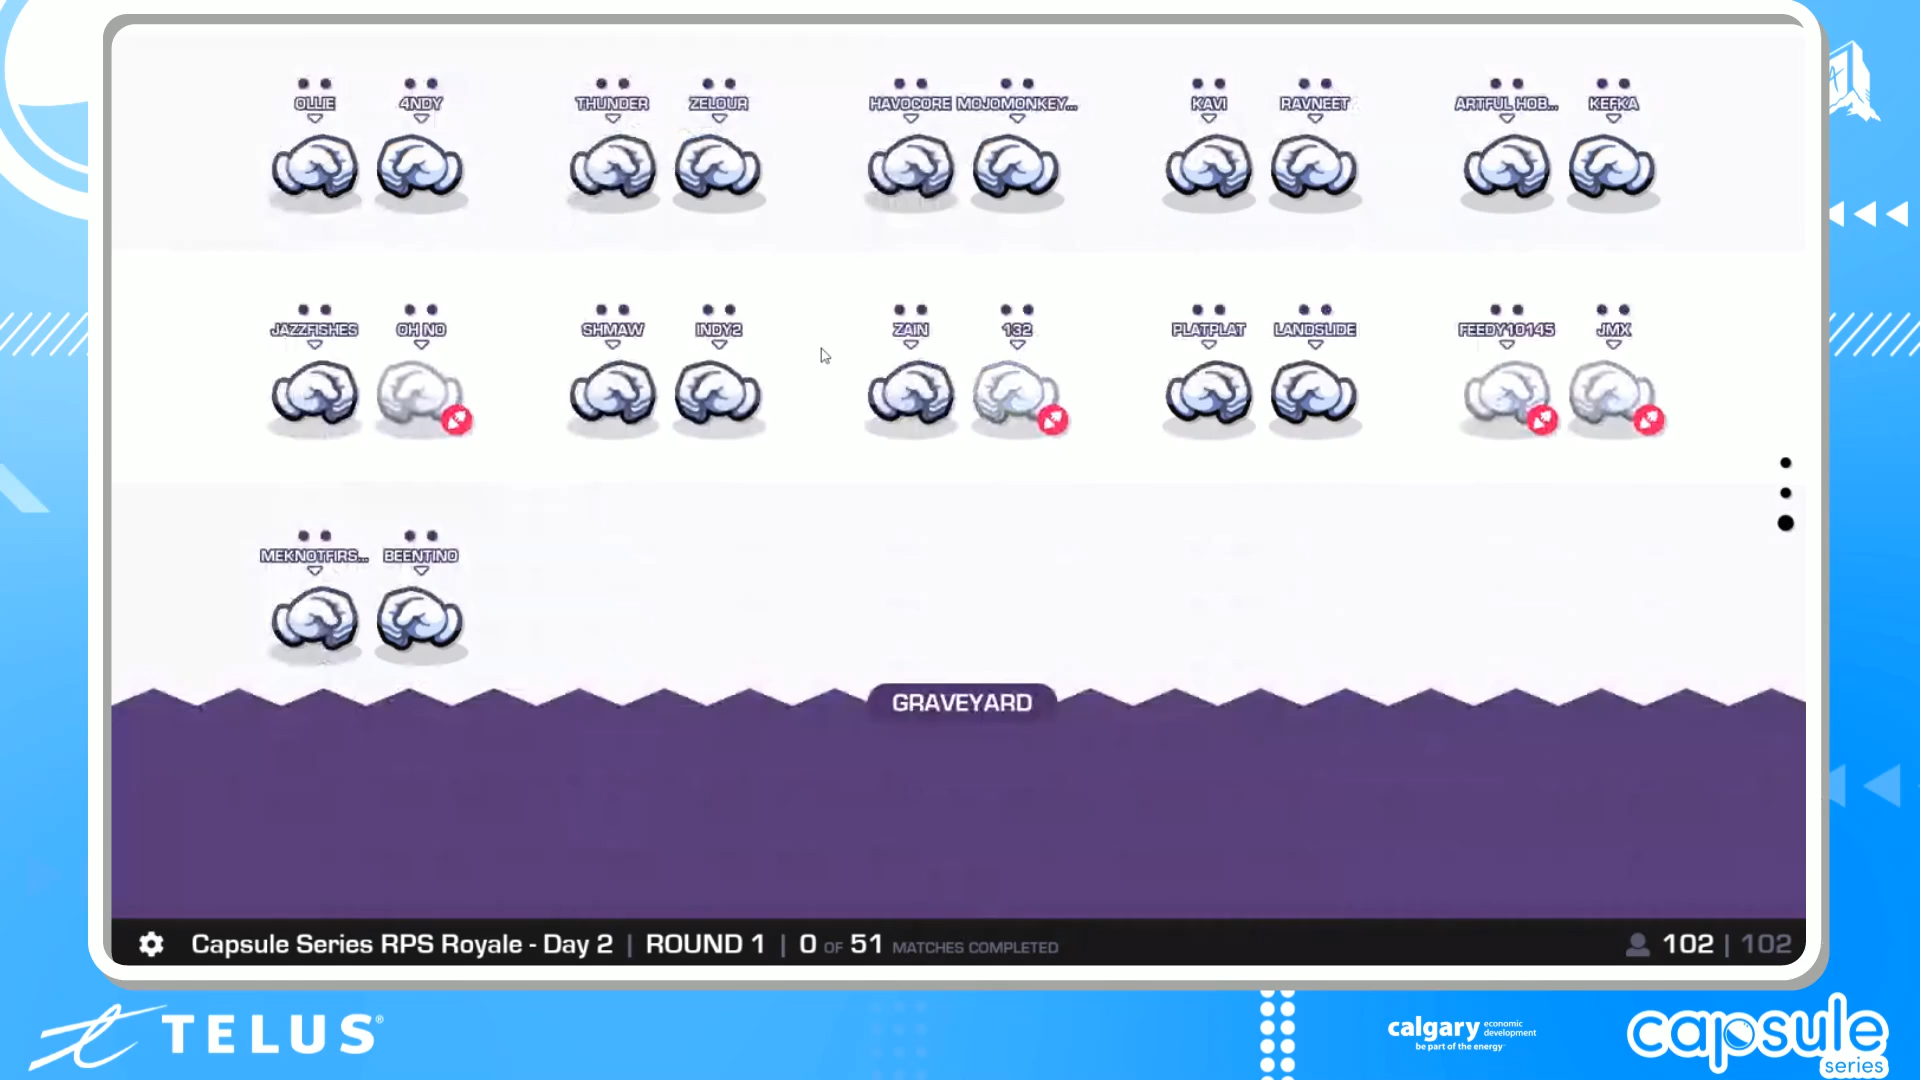 OLLIE 4NDY THUNDER ZELOUR HAVOCORE MOJOMONKEY... KAVI RAVNEET ARTFUL HOB... KEFKA
JAZZFISHES OH NO SHMAW INDY2 ZAIN 132 PLATPLAT LANDSLIDE FEEDY10145 JMX
MEKNOTFIRS... BEENTINO
GRAVEYARD
Capsule Series RPS Royale - Day 2 | ROUND 1 | 0 OF 51 MATCHES COMPLETED 102 | 102
TELUS®
calgary economic development
be part of the energy™
capsule
series